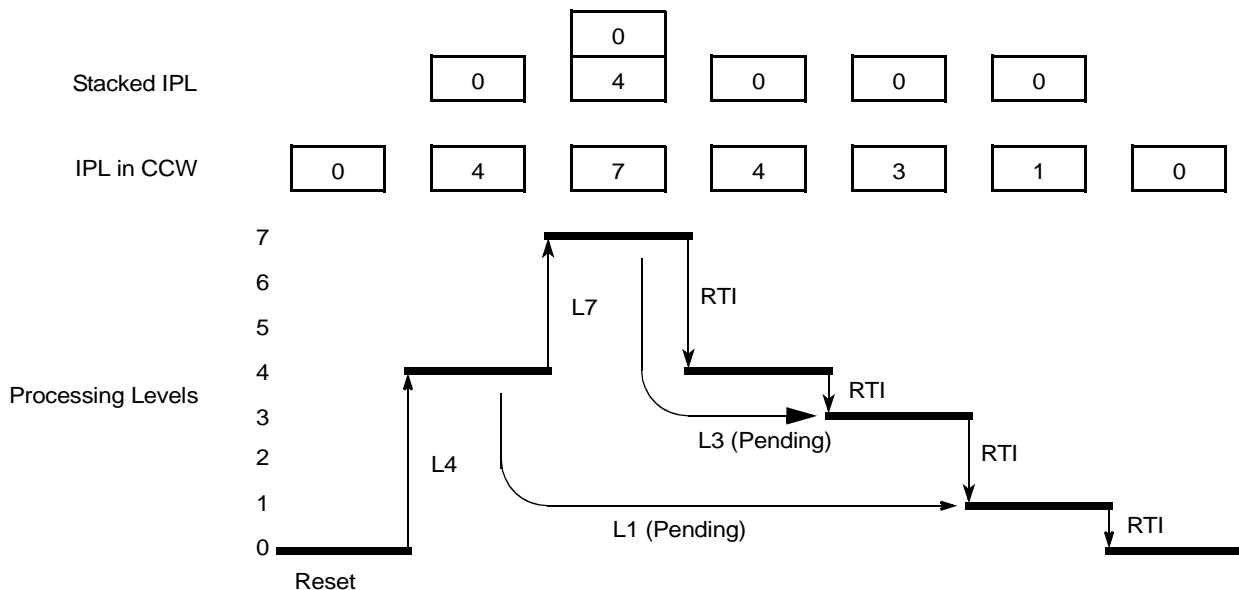 0
Stacked IPL 0 4 0 0 0
IPL in CCW 0 4 7 4 3 1 0
7
6
L7
RTI
5
4
Processing Levels
RTI
3
L3 (Pending)
2
L4
RTI
1
L1 (Pending)
RTI
0
Reset